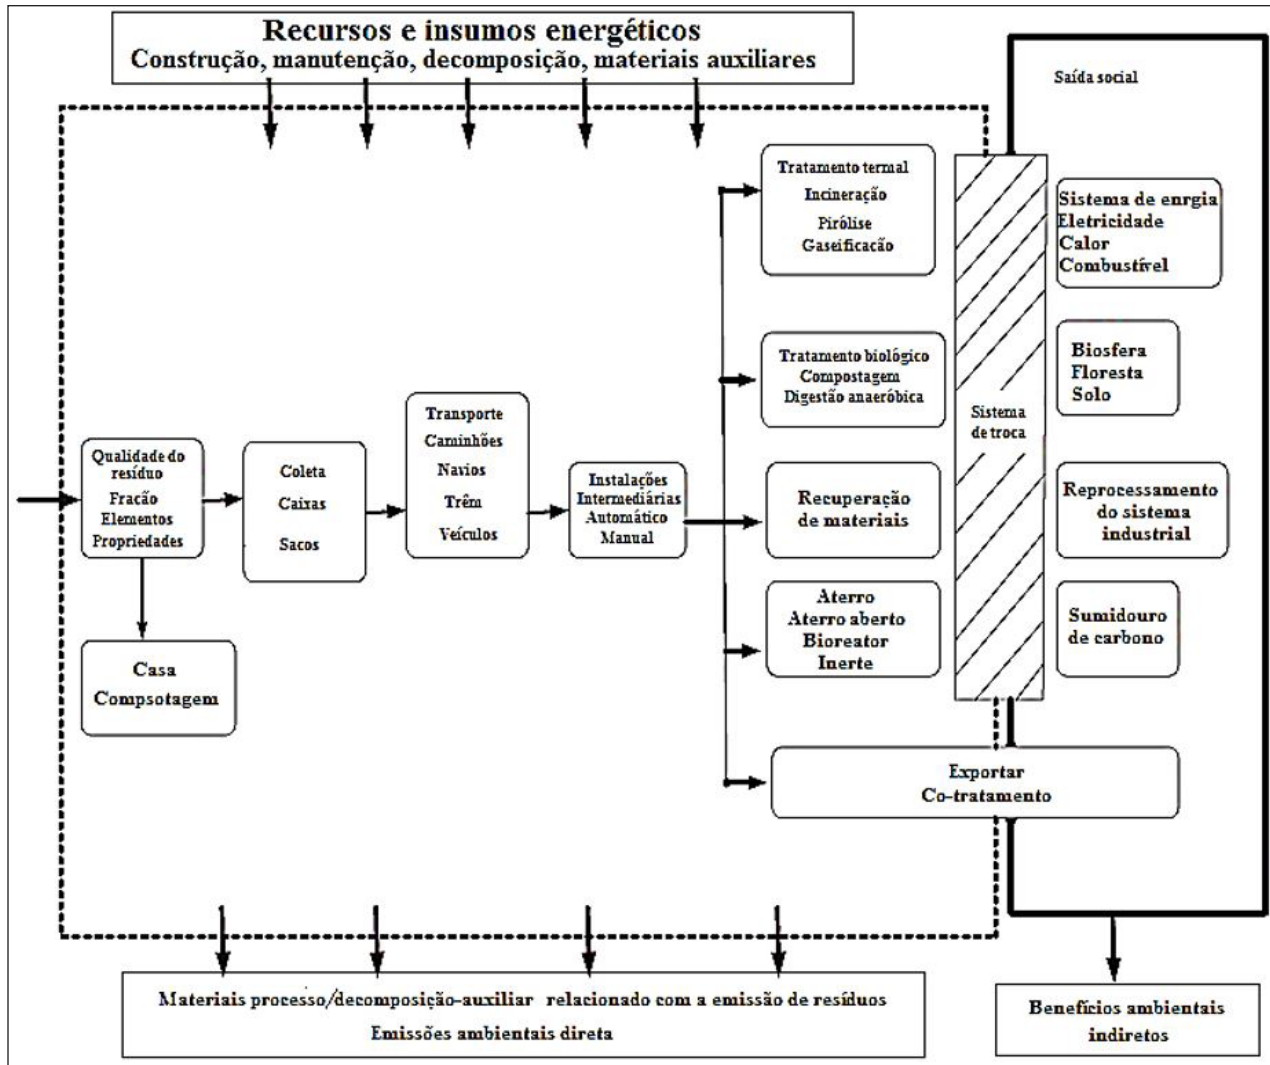 Recursos e insumos energéticos
Construção, manutenção, decomposição, materiais auxiliares
Saída social
Tratamento termal
Incineração
Pirólise
Gaseificacão
Sistema de enrgia
Eletricidade
Calor
Combustível
Tratamento biológico
Compostagem
Digestão anaeróbica
Biosfera
Floresta
Solo
Sistema
de troca
Qualidade do
resíduo
Fracão
Elementos
Propriedades
Coleta
Caixas
Sacos
Transporte
Caminhões
Navios
Trêm
Veículos
Instalações
Intermediárias
Automático
Manual
Recuperação
de materiais
Reprocessamento
do sistema
industrial
Aterro
Aterro aberto
Bioreator
Inerte
Sumidouro
de carbono
Casa
Compsotagem
Exportar
Co-tratamento
Materiais processo/decomposição-auxiliar relacionado com a emissão de resíduos
Emissões ambientais direta
Benefícios ambientais
indiretos